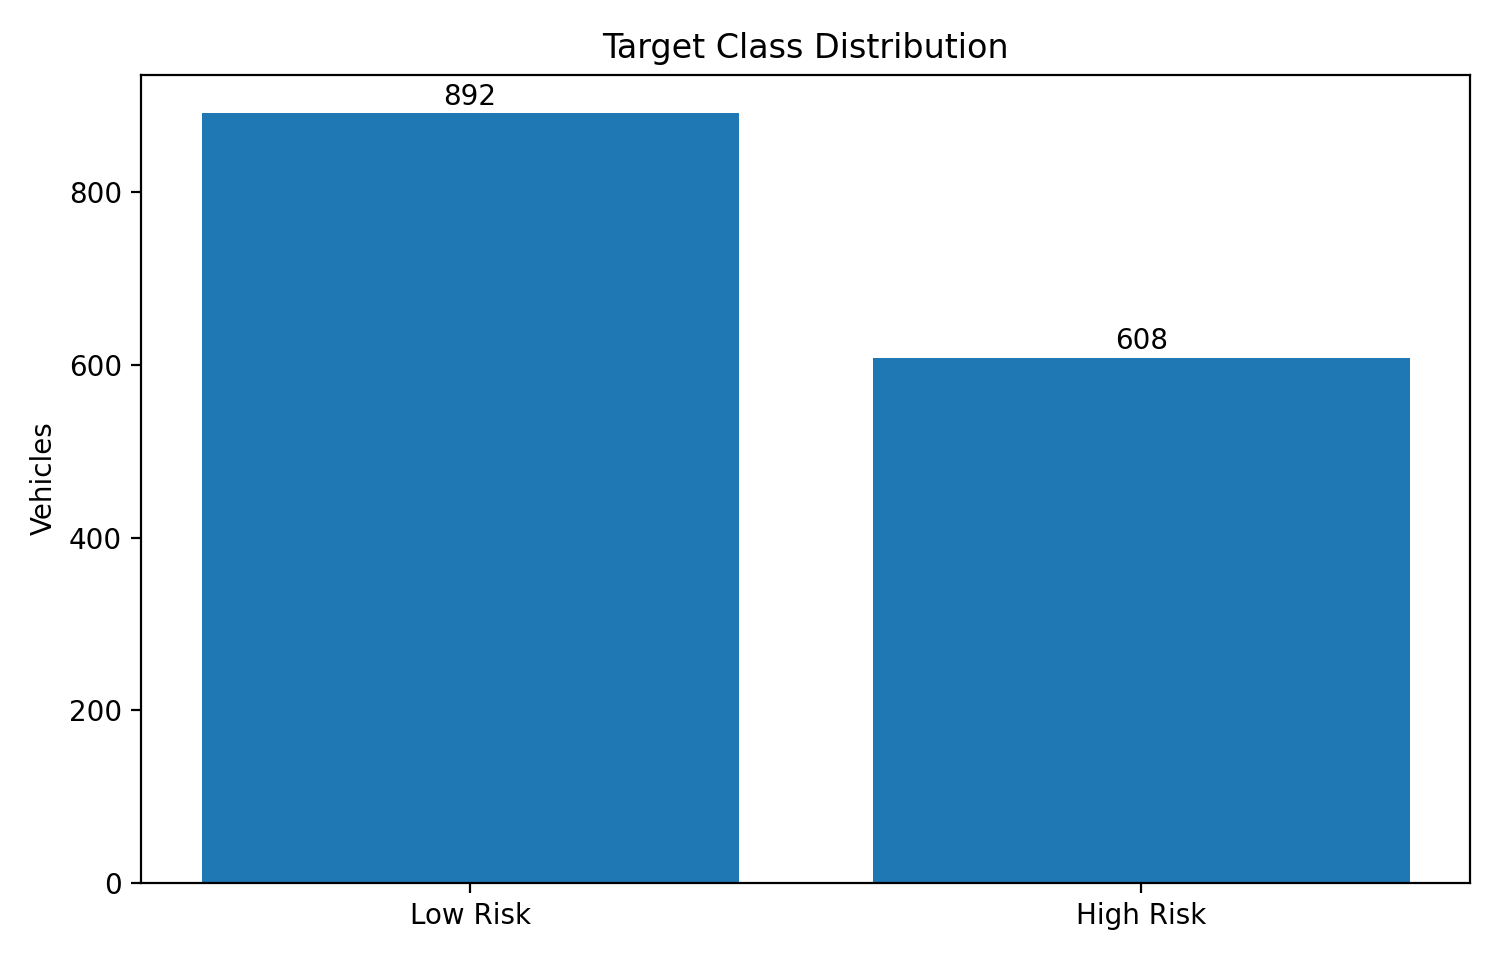 Target Class Distribution
892
608
800
600
400
200
0
Vehicles
Low Risk
High Risk